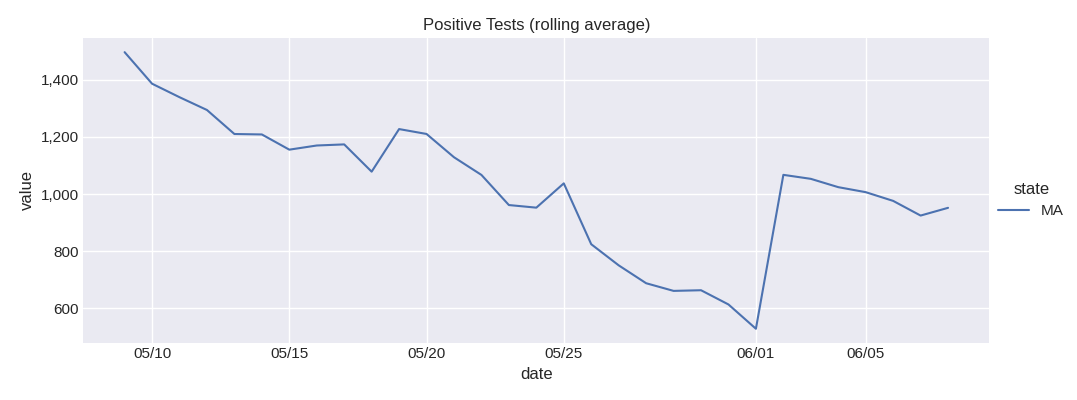 Positive Tests (rolling average)
1,400
1,200
1,000
800
600
value
state
MA
05/10 05/15 05/20 05/25 06/01 06/05
date